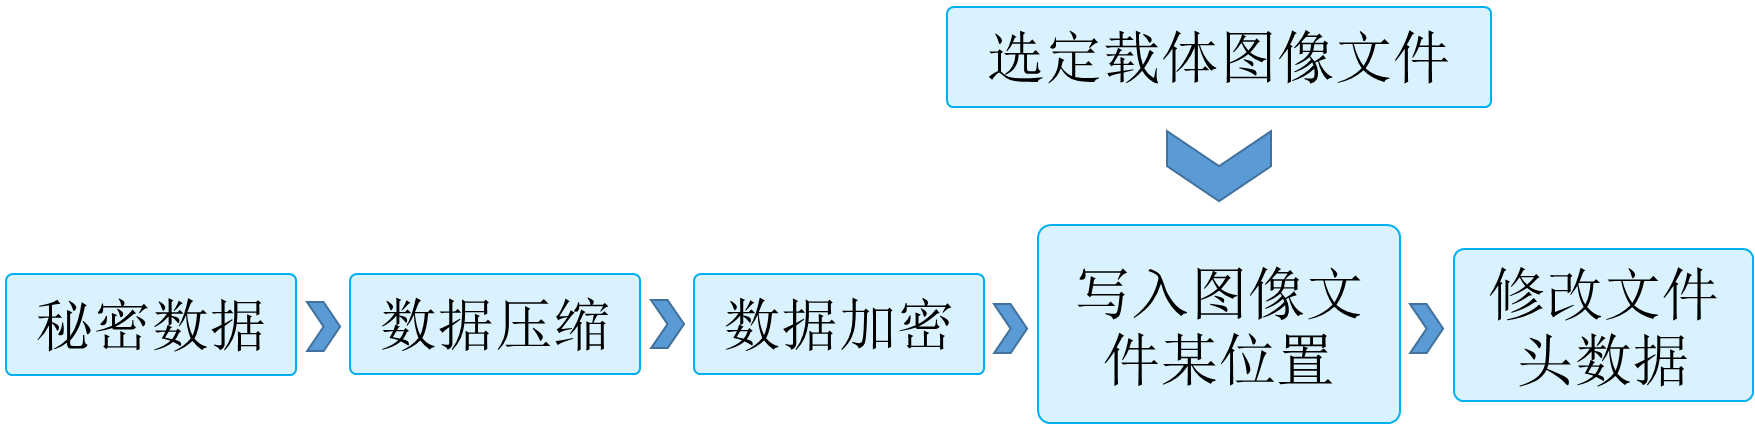 选定载体图像文件
秘密数据
数据压缩
数据加密
写入图像文
件某位置
修改文件
头数据